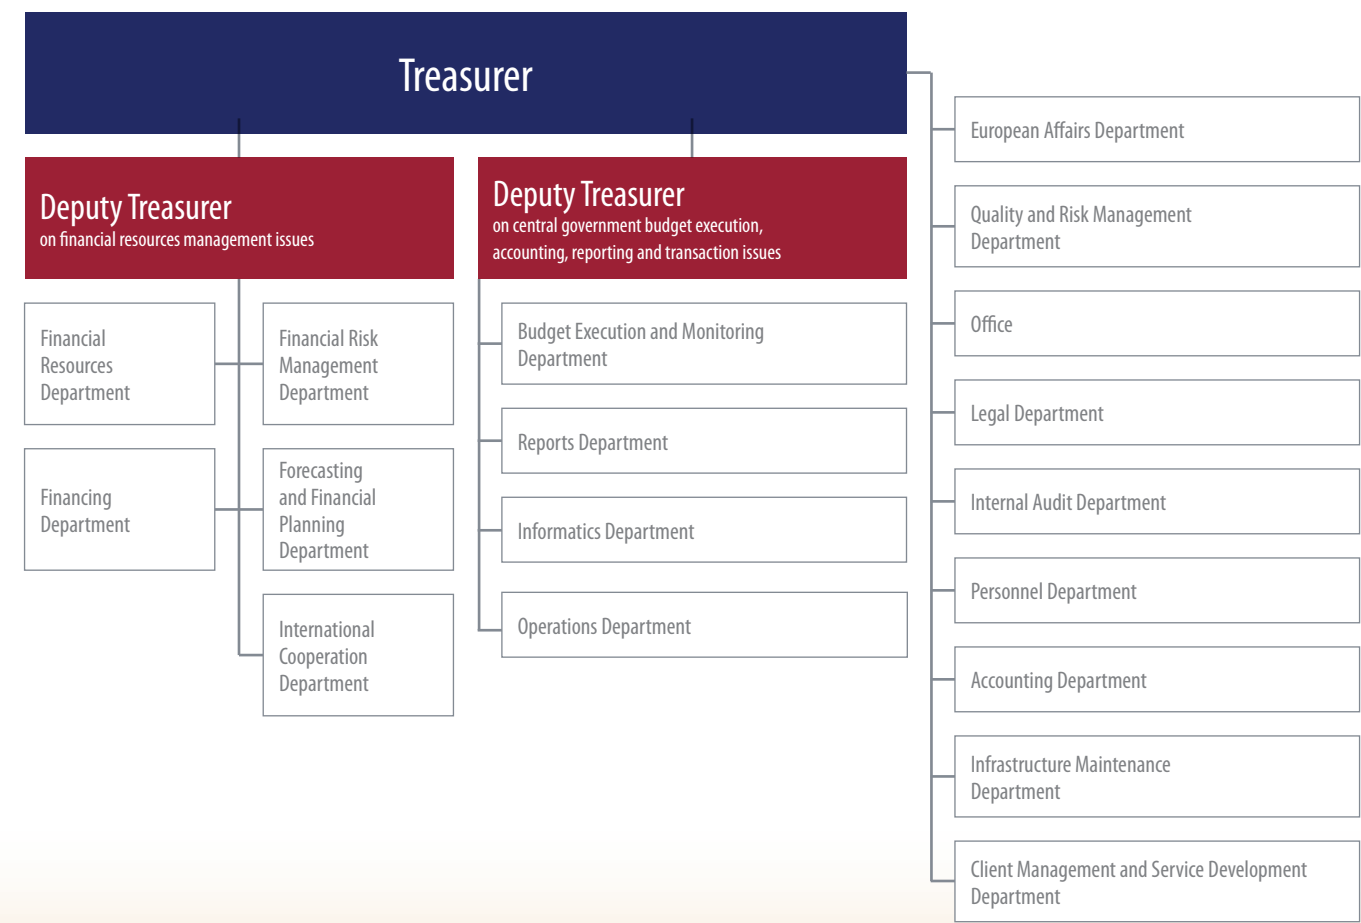 Treasurer
Deputy Treasurer
on financial resources management issues
Financial
Resources
Department
Financial Risk
Management
Department
Financing
Department
Forecasting
and Financial
Planning
Department
International
Cooperation
Department
Deputy Treasurer
on central government budget execution,
accounting, reporting and transaction issues
Budget Execution and Monitoring
Department
Reports Department
Informatics Department
Operations Department
European Affairs Department
Quality and Risk Management
Department
Office
Legal Department
Internal Audit Department
Personnel Department
Accounting Department
Infrastructure Maintenance
Department
Client Management and Service Development
Department